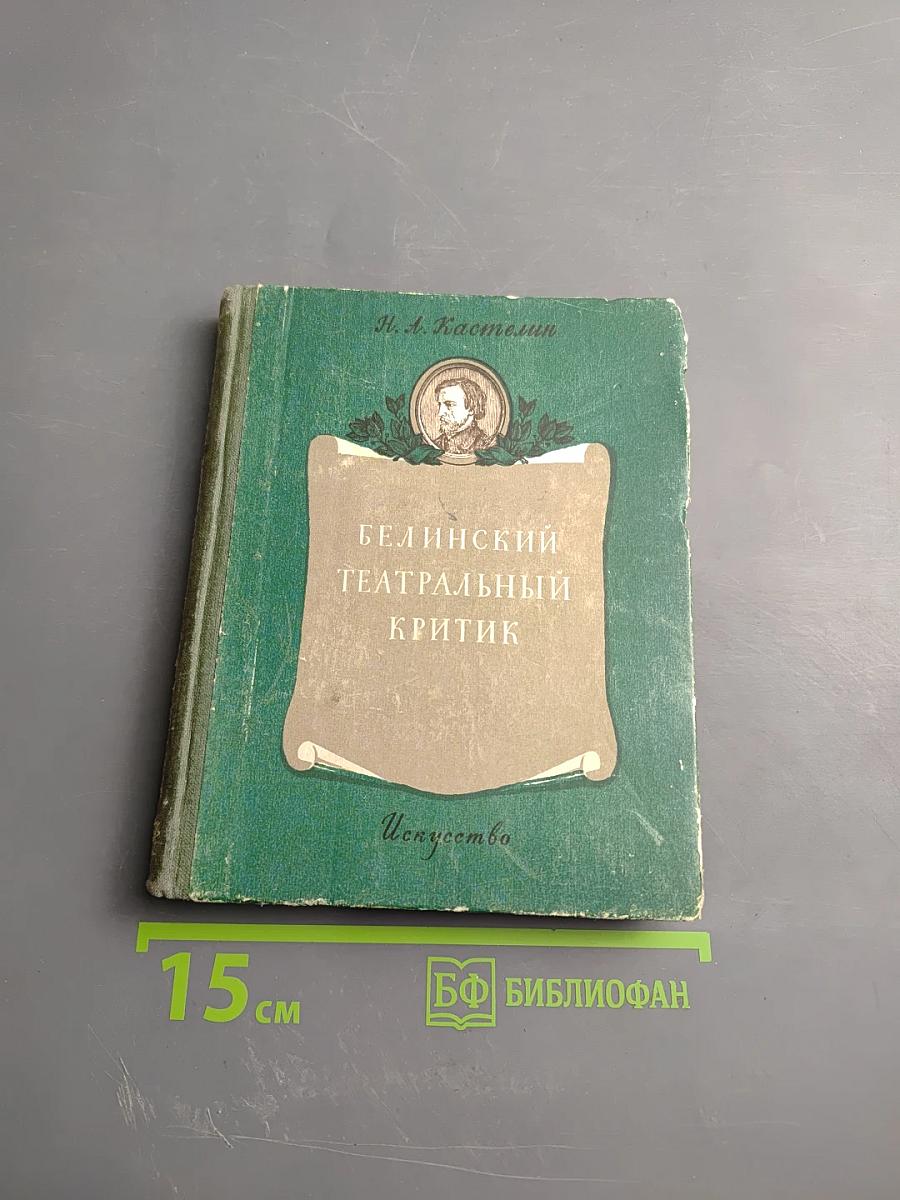 Н. А. Кастелин
БЕЛИНСКИЙ
ТЕАТРАЛЬНЫЙ
КРИТИК
Искусство
15 см
БФ БИБЛИОФАН